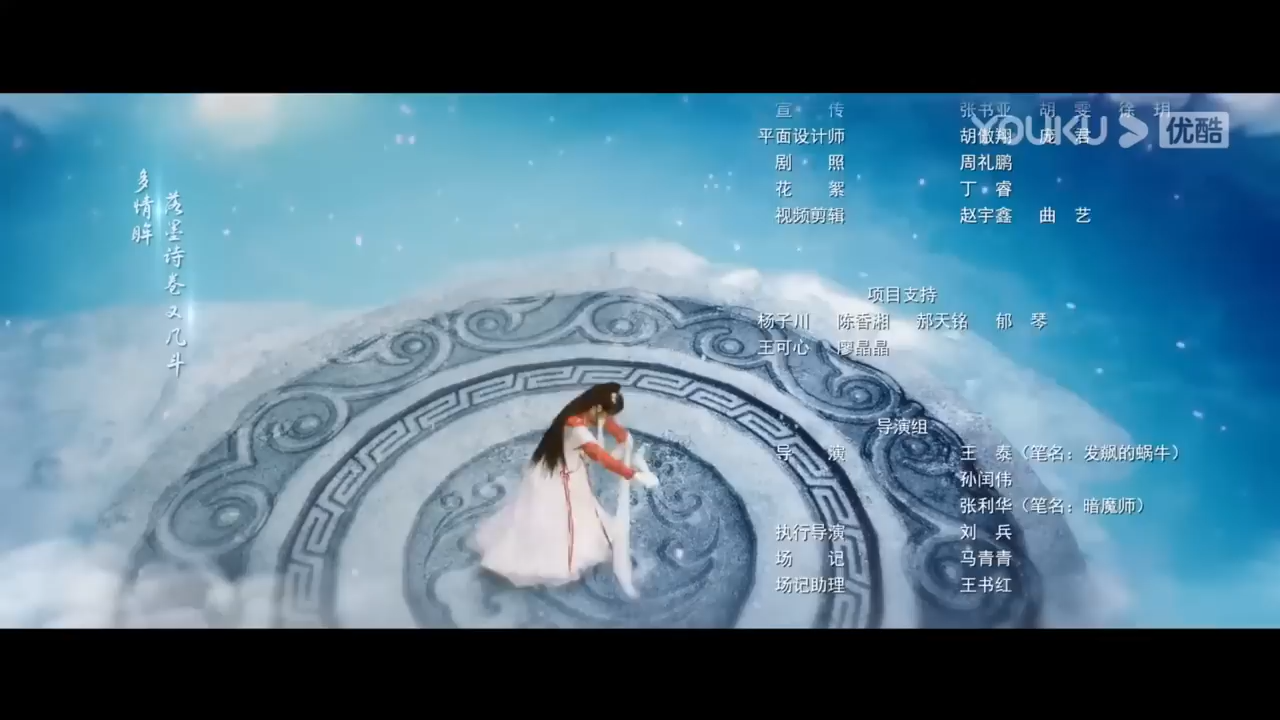 多情眸
落墨诗卷又几斗
宣 传 张书亚 胡 雯 徐 玥
YOUKU 优酷
平面设计师 胡傲翔 庞 君
剧 照 周礼鹏
花 絮 丁 睿
视频剪辑 赵宇鑫 曲 艺
项目支持
杨子川 陈香湘 郝天铭 郁 琴
王可心 廖晶晶
导演组
导 演 王 泰（笔名：发飙的蜗牛）
孙闰伟
张利华（笔名：暗魔师）
执行导演 刘 兵
场 记 马青青
场记助理 王书红